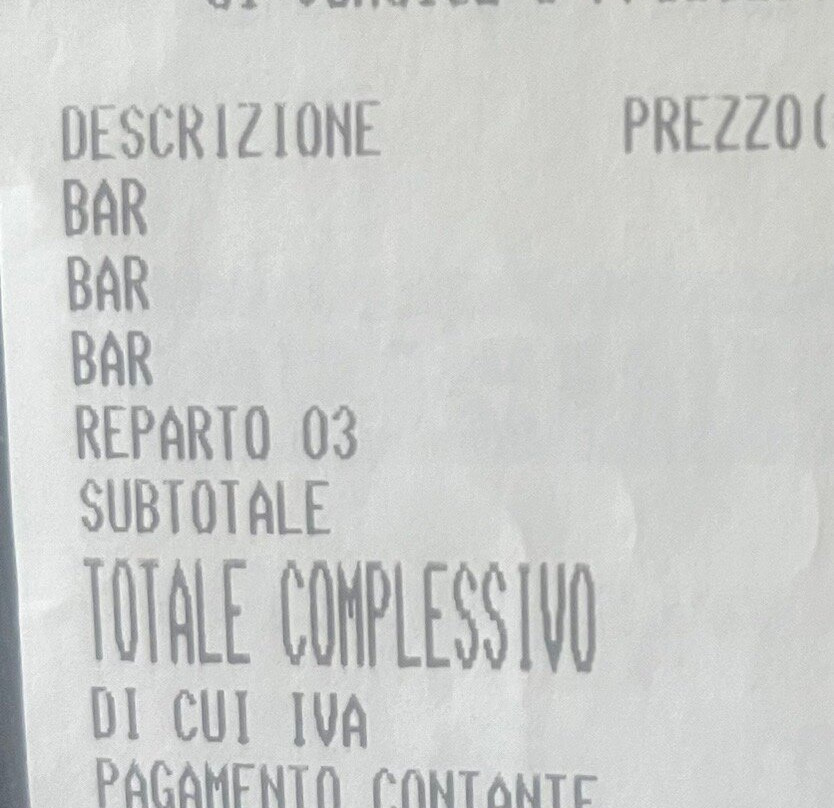 DESCRIZIONE PREZZO(
BAR
BAR
BAR
REPARTO 03
SUBTOTALE
TOTALE COMPLESSIVO
DI CUI IVA
PAGAMENTO CONTANTE